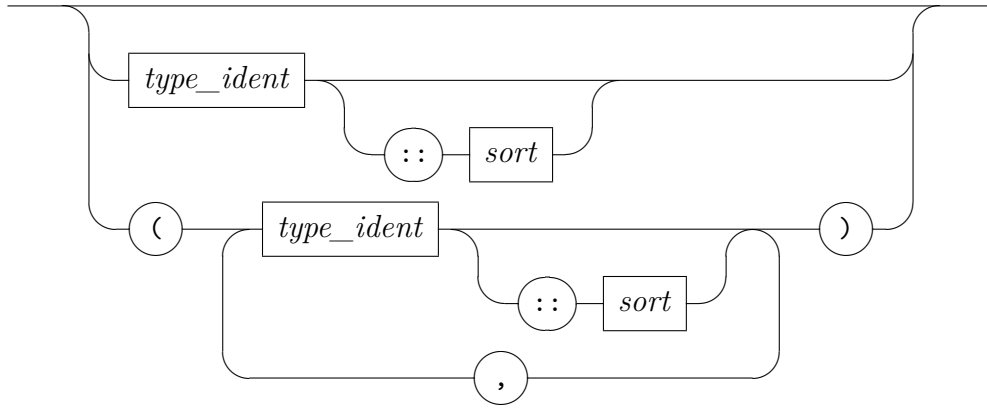 type_ident
:: sort
( type_ident )
:: sort
,